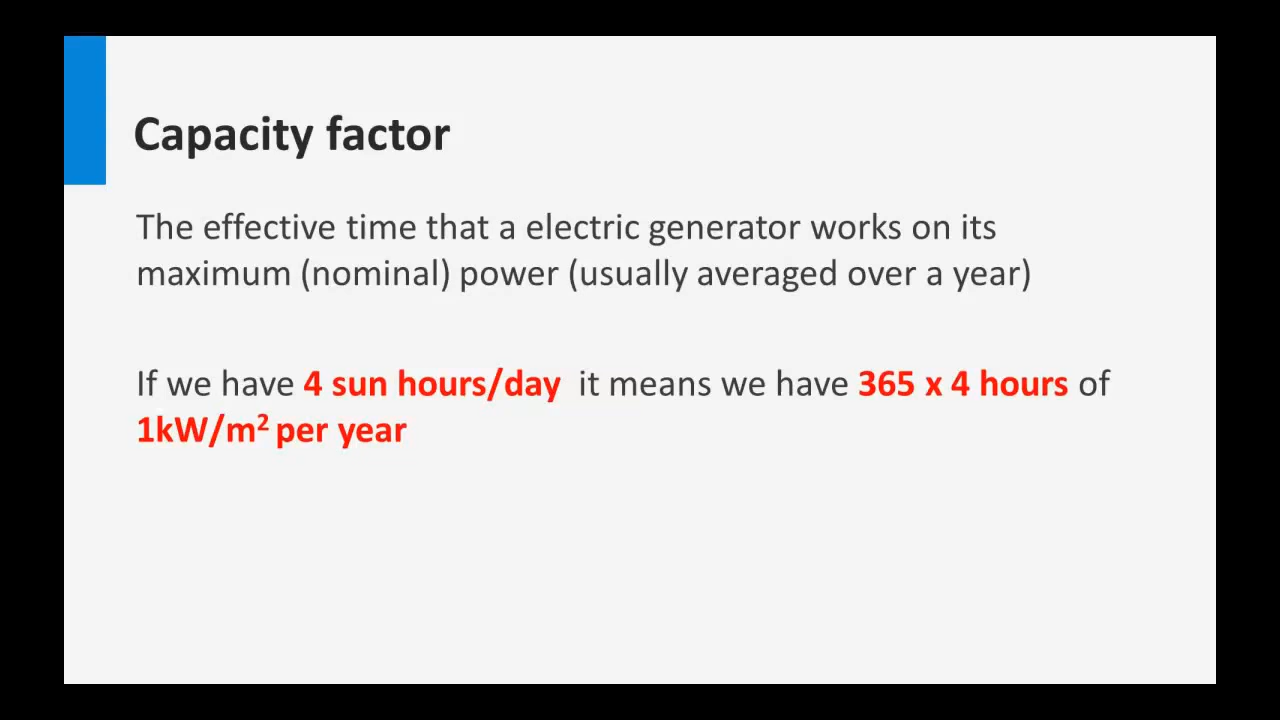 Capacity factor
The effective time that a electric generator works on its
maximum (nominal) power (usually averaged over a year)
If we have 4 sun hours/day it means we have 365 x 4 hours of
1kW/m² per year